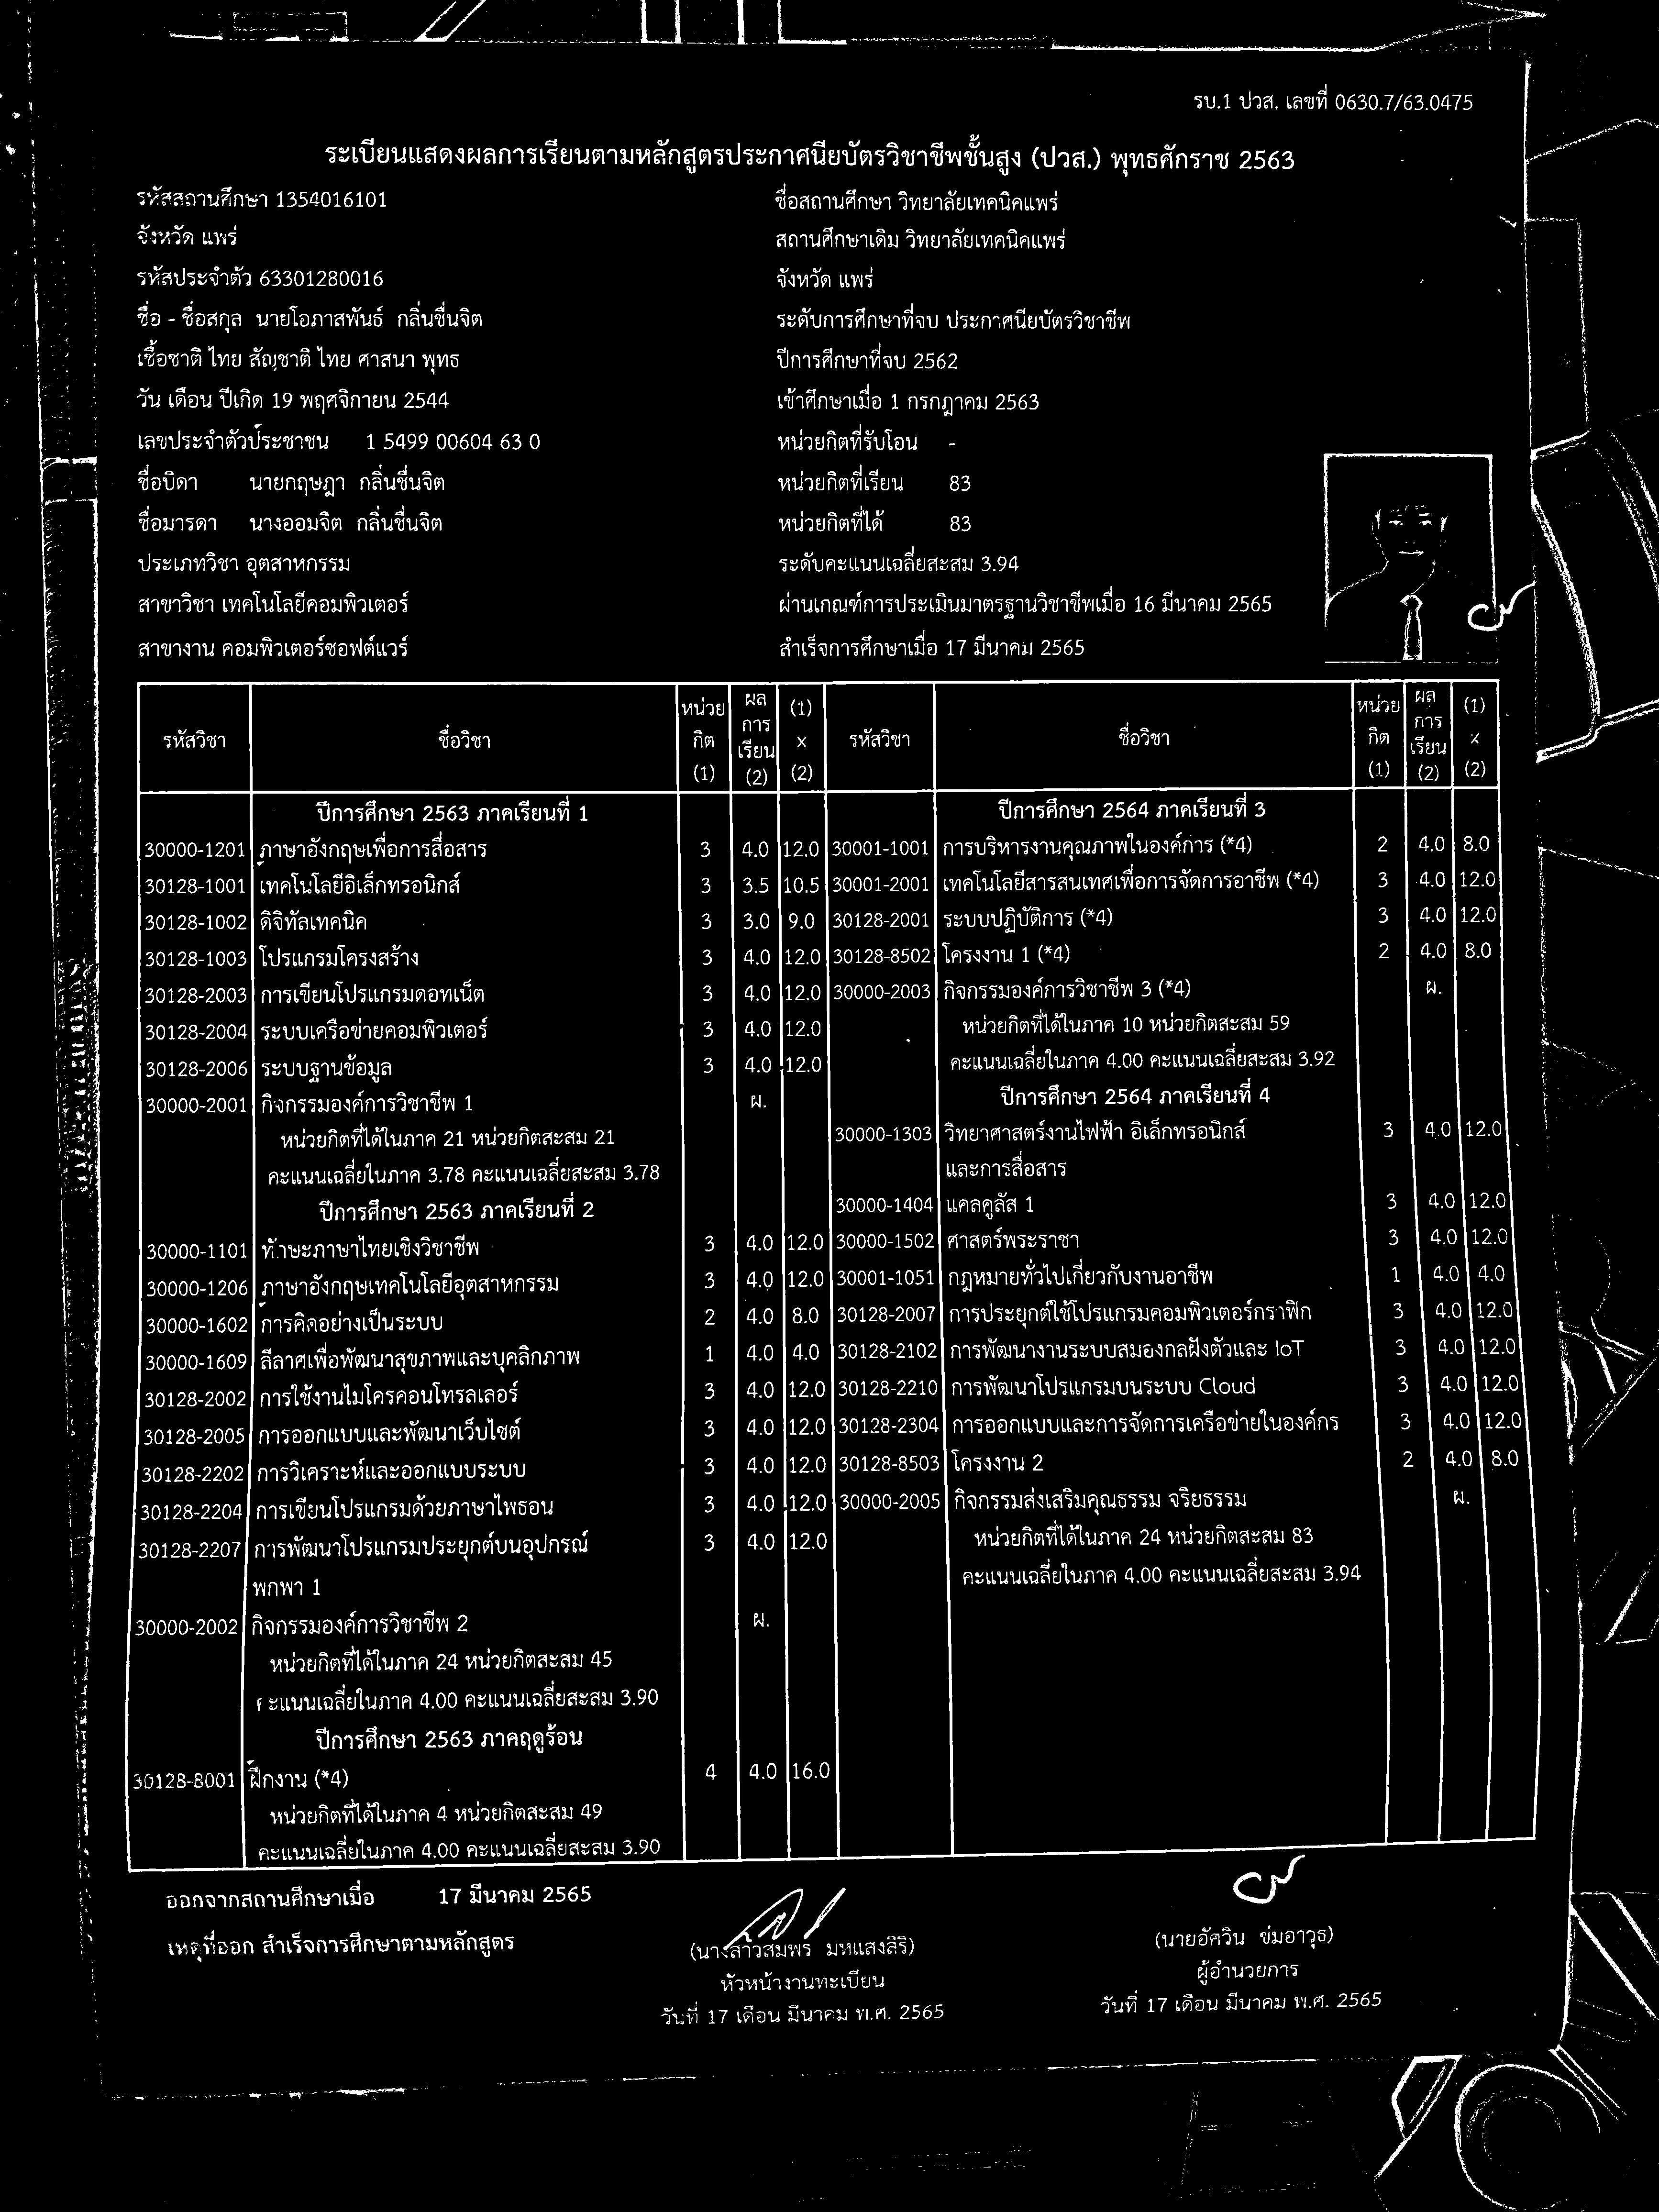 รบ.1 ปวส. เลขที่ 0630.7/63.0475
ระเบียนแสดงผลการเรียนตามหลักสูตรประกาศนียบัตรวิชาชีพชั้นสูง (ปวส.) พุทธศักราช 2563
รหัสสถานศึกษา 1354016101
จังหวัด แพร่
รหัสประจำตัว 63301280016
ชื่อ - ชื่อสกุล นายโอภาสพันธ์ กลิ่นชื่นจิต
เชื้อชาติ ไทย สัญชาติ ไทย ศาสนา พุทธ
วัน เดือน ปีเกิด 19 พฤศจิกายน 2544
เลขประจำตัวประชาชน 1 5499 00604 63 0
ชื่อบิดา นายกฤษฎา กลิ่นชื่นจิต
ชื่อมารดา นางออมจิต กลิ่นชื่นจิต
ประเภทวิชา อุตสาหกรรม
สาขาวิชา เทคโนโลยีคอมพิวเตอร์
สาขางาน คอมพิวเตอร์ซอฟต์แวร์
ชื่อสถานศึกษา วิทยาลัยเทคนิคแพร่
สถานศึกษาเดิม วิทยาลัยเทคนิคแพร่
จังหวัด แพร่
ระดับการศึกษาที่จบ ประกาศนียบัตรวิชาชีพ
ปีการศึกษาที่จบ 2562
เข้าศึกษาเมื่อ 1 กรกฎาคม 2563
หน่วยกิตที่รับโอน -
หน่วยกิตที่เรียน 83
หน่วยกิตที่ได้ 83
ระดับคะแนนเฉลี่ยสะสม 3.94
ผ่านเกณฑ์การประเมินมาตรฐานวิชาชีพเมื่อ 16 มีนาคม 2565
สำเร็จการศึกษาเมื่อ 17 มีนาคม 2565
รหัสวิชา ชื่อวิชา หน่วยกิต (1) ผลการเรียน (2) (1) x (2)
ปีการศึกษา 2563 ภาคเรียนที่ 1
30000-1201 ภาษาอังกฤษเพื่อการสื่อสาร 3 4.0 12.0
30128-1001 เทคโนโลยีอิเล็กทรอนิกส์ 3 3.5 10.5
30128-1002 ดิจิทัลเทคนิค 3 3.0 9.0
30128-1003 โปรแกรมโครงสร้าง 3 4.0 12.0
30128-2003 การเขียนโปรแกรมดอทเน็ต 3 4.0 12.0
30128-2004 ระบบเครือข่ายคอมพิวเตอร์ 3 4.0 12.0
30128-2006 ระบบฐานข้อมูล 3 4.0 12.0
30000-2001 กิจกรรมองค์การวิชาชีพ 1 ผ.
หน่วยกิตที่ได้ในภาค 21 หน่วยกิตสะสม 21
คะแนนเฉลี่ยในภาค 3.78 คะแนนเฉลี่ยสะสม 3.78
ปีการศึกษา 2563 ภาคเรียนที่ 2
30000-1101 ทักษะภาษาไทยเชิงวิชาชีพ 3 4.0 12.0
30000-1206 ภาษาอังกฤษเทคโนโลยีอุตสาหกรรม 3 4.0 12.0
30000-1602 การคิดอย่างเป็นระบบ 2 4.0 8.0
30000-1609 ลีลาศเพื่อพัฒนาสุขภาพและบุคลิกภาพ 1 4.0 4.0
30128-2002 การใช้งานไมโครคอนโทรลเลอร์ 3 4.0 12.0
30128-2005 การออกแบบและพัฒนาเว็บไซต์ 3 4.0 12.0
30128-2202 การวิเคราะห์และออกแบบระบบ 3 4.0 12.0
30128-2204 การเขียนโปรแกรมด้วยภาษาไพธอน 3 4.0 12.0
30128-2207 การพัฒนาโปรแกรมประยุกต์บนอุปกรณ์ 3 4.0 12.0
พกพา 1
30000-2002 กิจกรรมองค์การวิชาชีพ 2 ผ.
หน่วยกิตที่ได้ในภาค 24 หน่วยกิตสะสม 45
คะแนนเฉลี่ยในภาค 4.00 คะแนนเฉลี่ยสะสม 3.90
ปีการศึกษา 2563 ภาคฤดูร้อน
30128-8001 ฝึกงาน (*4) 4 4.0 16.0
หน่วยกิตที่ได้ในภาค 4 หน่วยกิตสะสม 49
คะแนนเฉลี่ยในภาค 4.00 คะแนนเฉลี่ยสะสม 3.90
รหัสวิชา ชื่อวิชา หน่วยกิต (1) ผลการเรียน (2) (1) x (2)
ปีการศึกษา 2564 ภาคเรียนที่ 3
30001-1001 การบริหารงานคุณภาพในองค์การ (*4) 2 4.0 8.0
30001-2001 เทคโนโลยีสารสนเทศเพื่อการจัดการอาชีพ (*4) 3 4.0 12.0
30128-2001 ระบบปฏิบัติการ (*4) 3 4.0 12.0
30128-8502 โครงงาน 1 (*4) 2 4.0 8.0
30000-2003 กิจกรรมองค์การวิชาชีพ 3 (*4) ผ.
หน่วยกิตที่ได้ในภาค 10 หน่วยกิตสะสม 59
คะแนนเฉลี่ยในภาค 4.00 คะแนนเฉลี่ยสะสม 3.92
ปีการศึกษา 2564 ภาคเรียนที่ 4
30000-1303 วิทยาศาสตร์งานไฟฟ้า อิเล็กทรอนิกส์ 3 4.0 12.0
และการสื่อสาร
30000-1404 แคลคูลัส 1 3 4.0 12.0
30000-1502 ศาสตร์พระราชา 3 4.0 12.0
30001-1051 กฎหมายทั่วไปเกี่ยวกับงานอาชีพ 1 4.0 4.0
30128-2007 การประยุกต์ใช้โปรแกรมคอมพิวเตอร์กราฟิก 3 4.0 12.0
30128-2102 การพัฒนางานระบบสมองกลฝังตัวและ IoT 3 4.0 12.0
30128-2210 การพัฒนาโปรแกรมบนระบบ Cloud 3 4.0 12.0
30128-2304 การออกแบบและการจัดการเครือข่ายในองค์กร 3 4.0 12.0
30128-8503 โครงงาน 2 2 4.0 8.0
30000-2005 กิจกรรมส่งเสริมคุณธรรม จริยธรรม ผ.
หน่วยกิตที่ได้ในภาค 24 หน่วยกิตสะสม 83
คะแนนเฉลี่ยในภาค 4.00 คะแนนเฉลี่ยสะสม 3.94
ออกจากสถานศึกษาเมื่อ 17 มีนาคม 2565
เหตุที่ออก สำเร็จการศึกษาตามหลักสูตร
(นางสาวสมพร มหแสงสิริ)
หัวหน้างานทะเบียน
วันที่ 17 เดือน มีนาคม พ.ศ. 2565
(นายอัศวิน ข่มอาวุธ)
ผู้อำนวยการ
วันที่ 17 เดือน มีนาคม พ.ศ. 2565